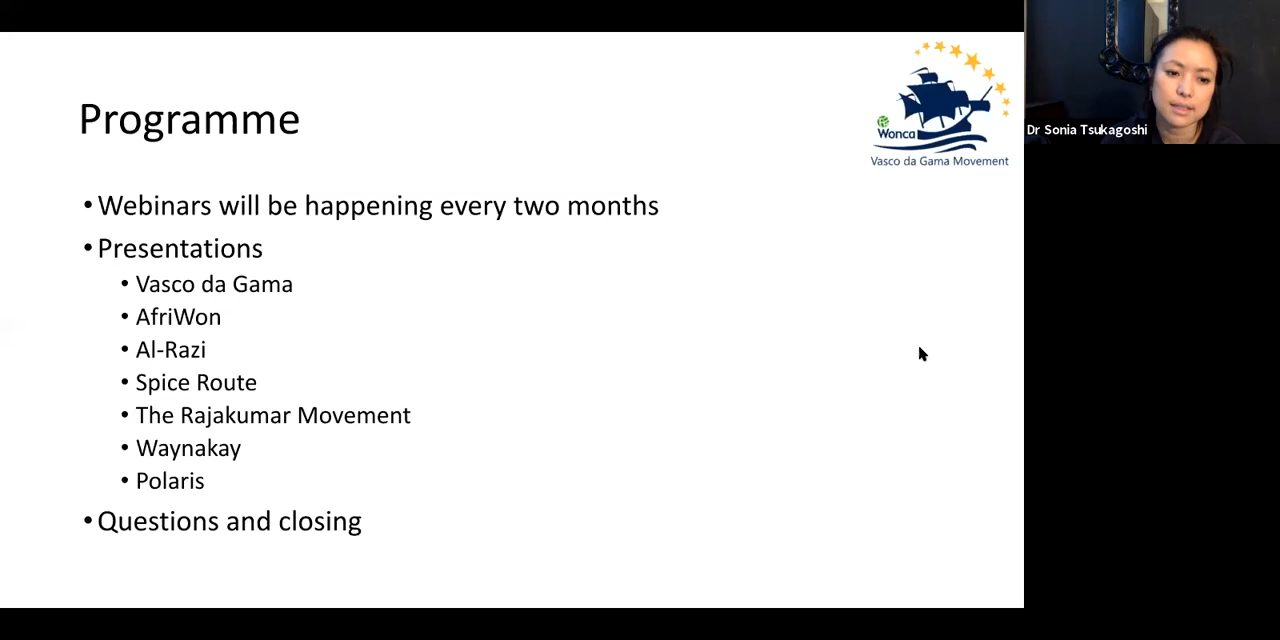 Programme
Wonca
Vasco da Gama Movement
Dr Sonia Tsukagoshi
•Webinars will be happening every two months
•Presentations
•Vasco da Gama
•AfriWon
•Al-Razi
•Spice Route
•The Rajakumar Movement
•Waynakay
•Polaris
•Questions and closing